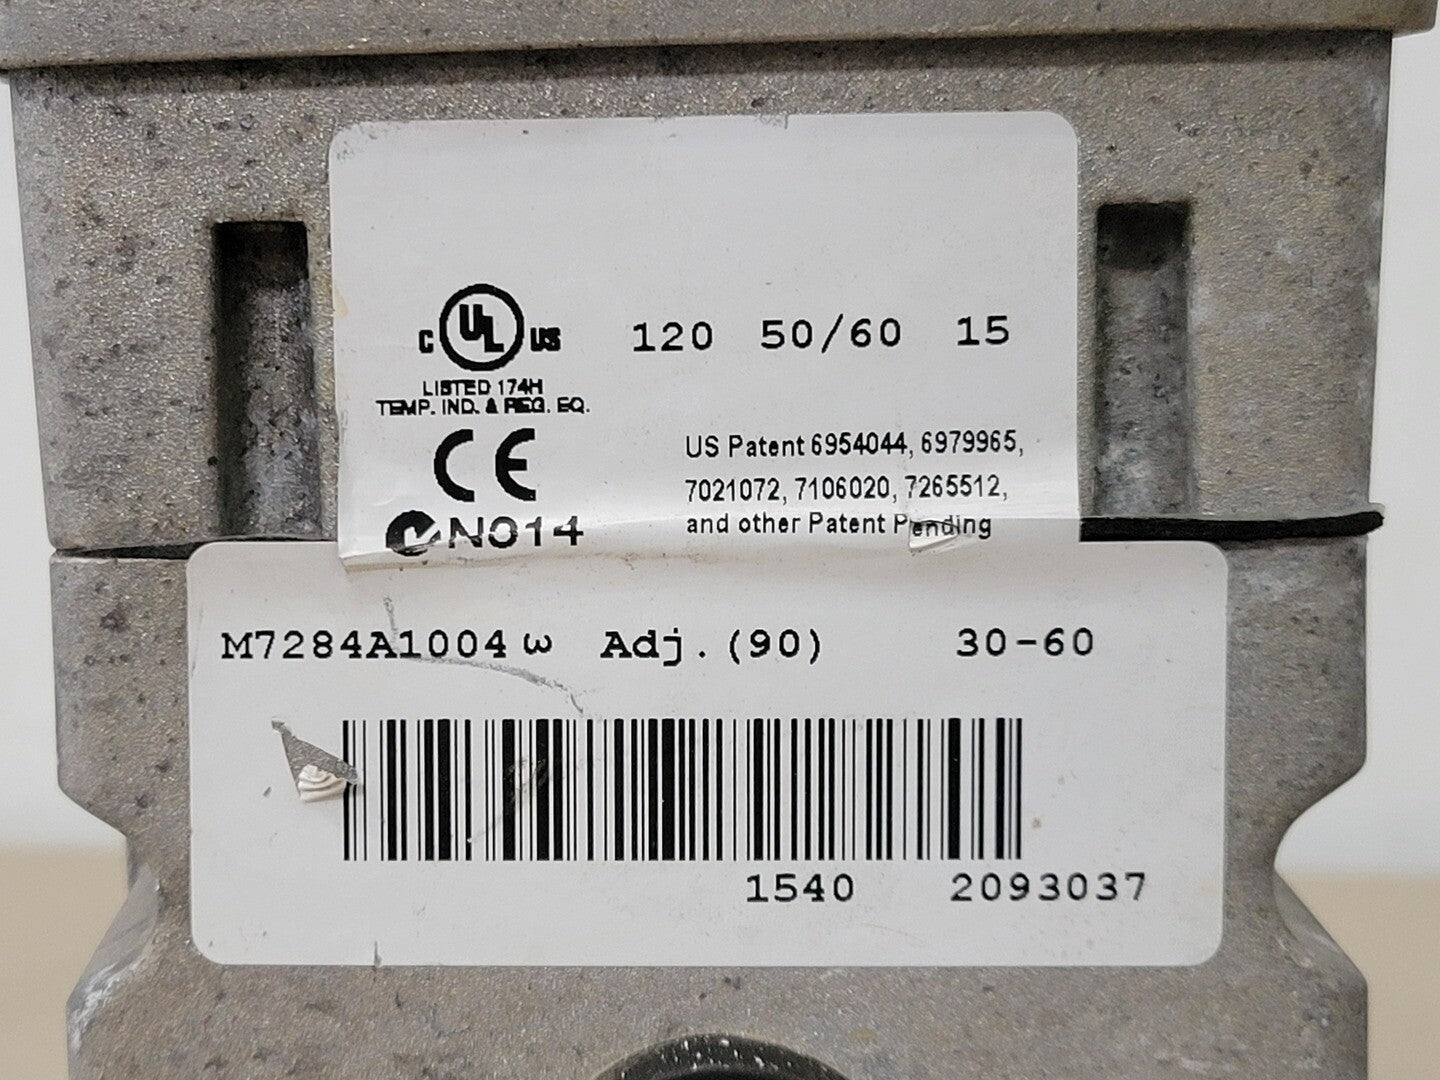 C UL US 120 50/60 15
LISTED 174H
TEMP. IND. & REG. EQ.
CE
N014
US Patent 6954044, 6979965,
7021072, 7106020, 7265512,
and other Patent Pending
M7284A1004 ω Adj.(90) 30-60
1540 2093037